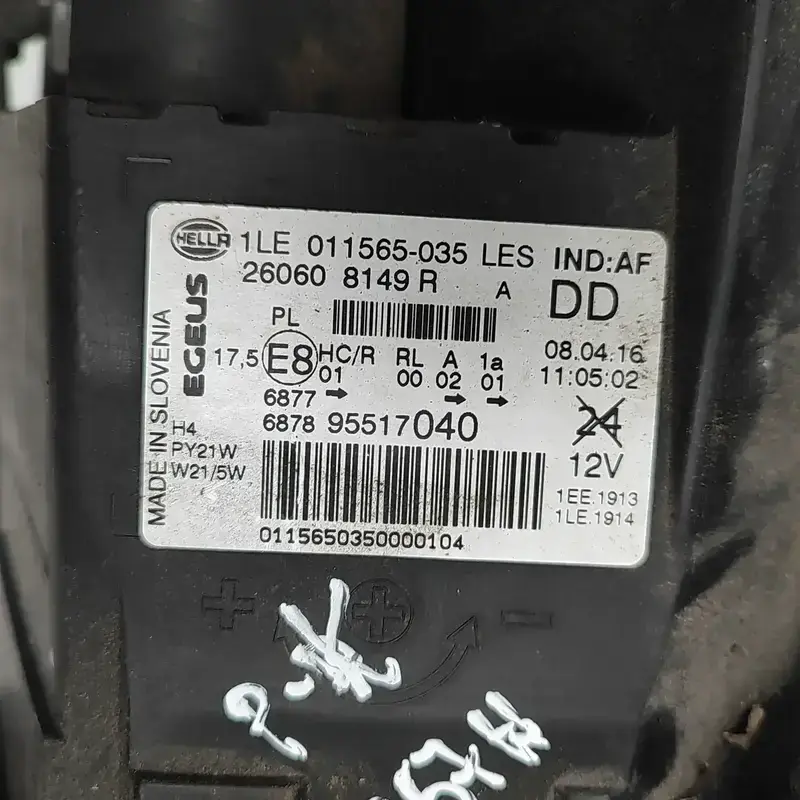 HELLA 1LE 011565-035 LES IND:AF
26060 8149 R A DD
PL
17,5 E8 HC/R RL A 1a
01 00 02 01
08.04.16
11:05:02
6877 → → →
6878 95517040
24
12V
H4
PY21W
W21/5W
1EE.1913
1LE.1914
0115650350000104
MADE IN SLOVENIA
EGEUS
+ + -